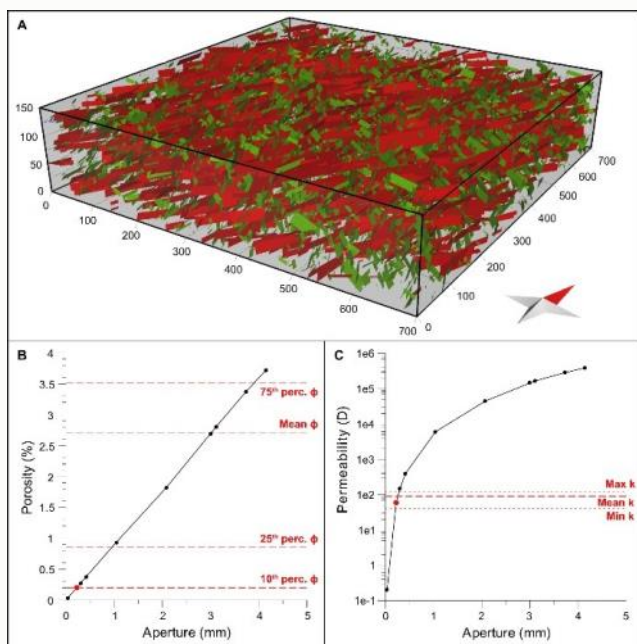 A
150
100
50
0
0
100
200
300
400
500
600
700
0
100
200
300
400
500
600
700
B
4
3.5
3
2.5
2
1.5
1
0.5
0
Porosity (%)
75th perc. ϕ
Mean ϕ
25th perc. ϕ
10th perc. ϕ
0 1 2 3 4 5
Aperture (mm)
C
1e6
1e5
1e4
1e3
1e2
1e1
1
1e-1
Permeability (D)
Max k
Mean k
Min k
0 1 2 3 4 5
Aperture (mm)